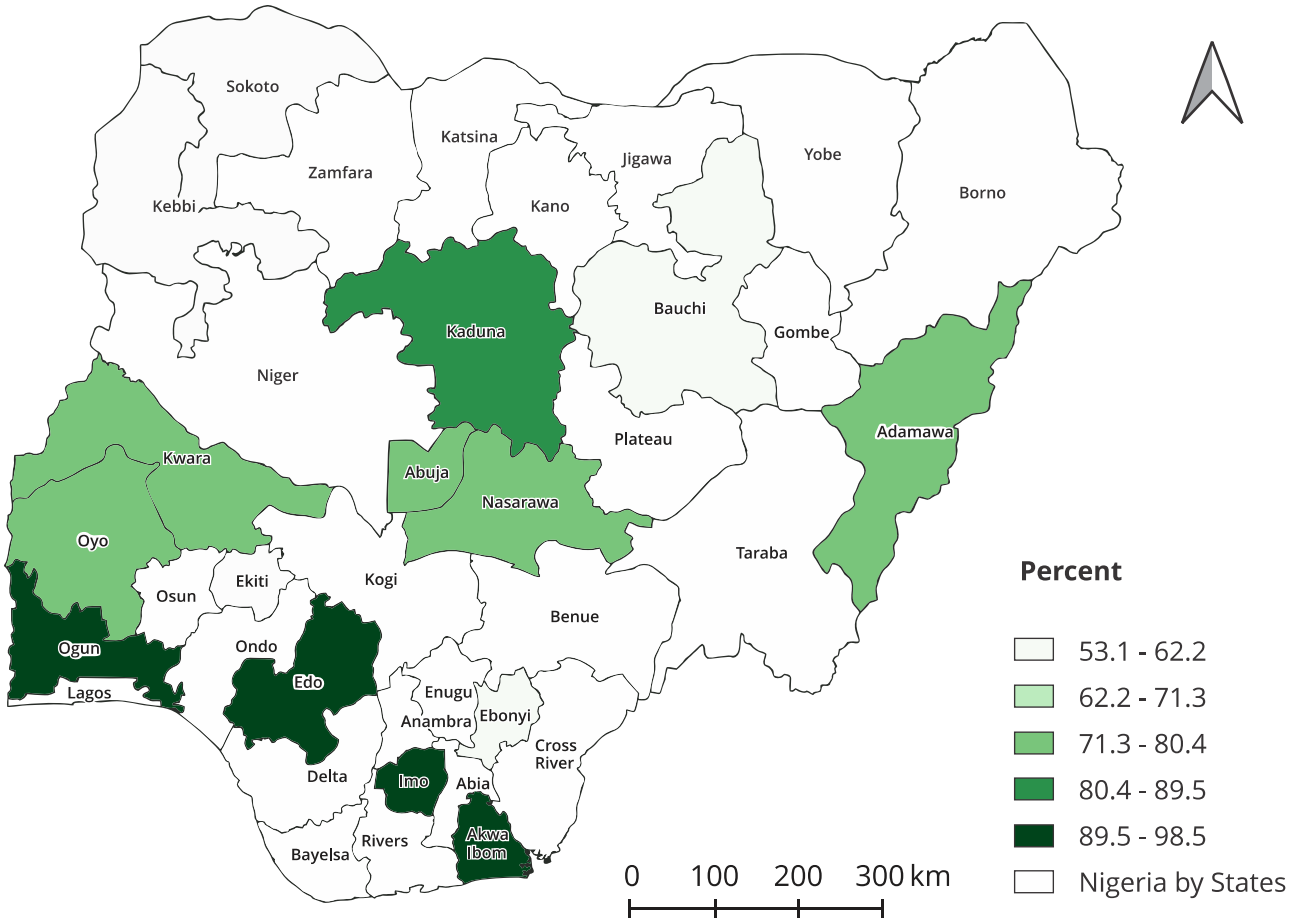 Sokoto
Katsina
Jigawa
Yobe
Zamfara
Borno
Kebbi
Kano
Bauchi
Kaduna
Gombe
Niger
Adamawa
Plateau
Kwara
Abuja
Nasarawa
Oyo
Taraba
Kogi
Ekiti
Osun
Benue
Ondo
Ogun
Edo
Lagos
Enugu
Ebonyi
Anambra
Cross
River
Delta
Imo
Abia
Akwa
Ibom
Rivers
Bayelsa
Percent
53.1 - 62.2
62.2 - 71.3
71.3 - 80.4
80.4 - 89.5
89.5 - 98.5
Nigeria by States
0 100 200 300 km